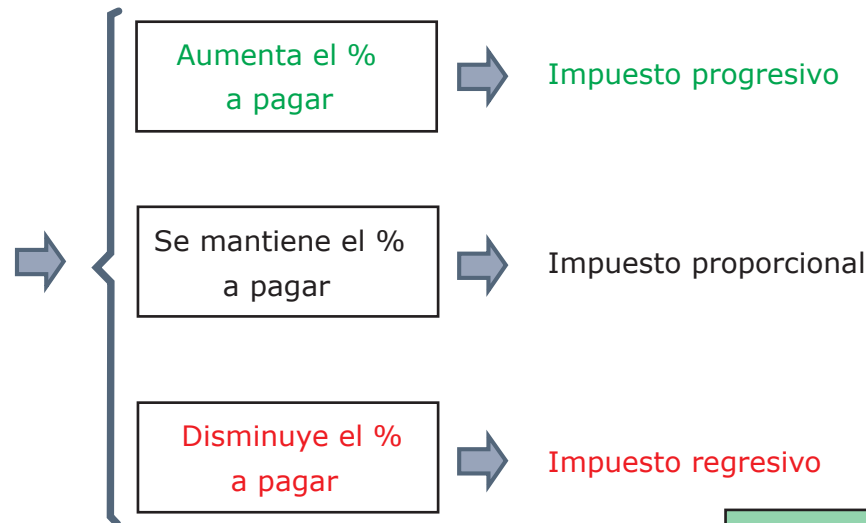 Aumenta el %
a pagar
Impuesto progresivo
Se mantiene el %
a pagar
Impuesto proporcional
Disminuye el %
a pagar
Impuesto regresivo